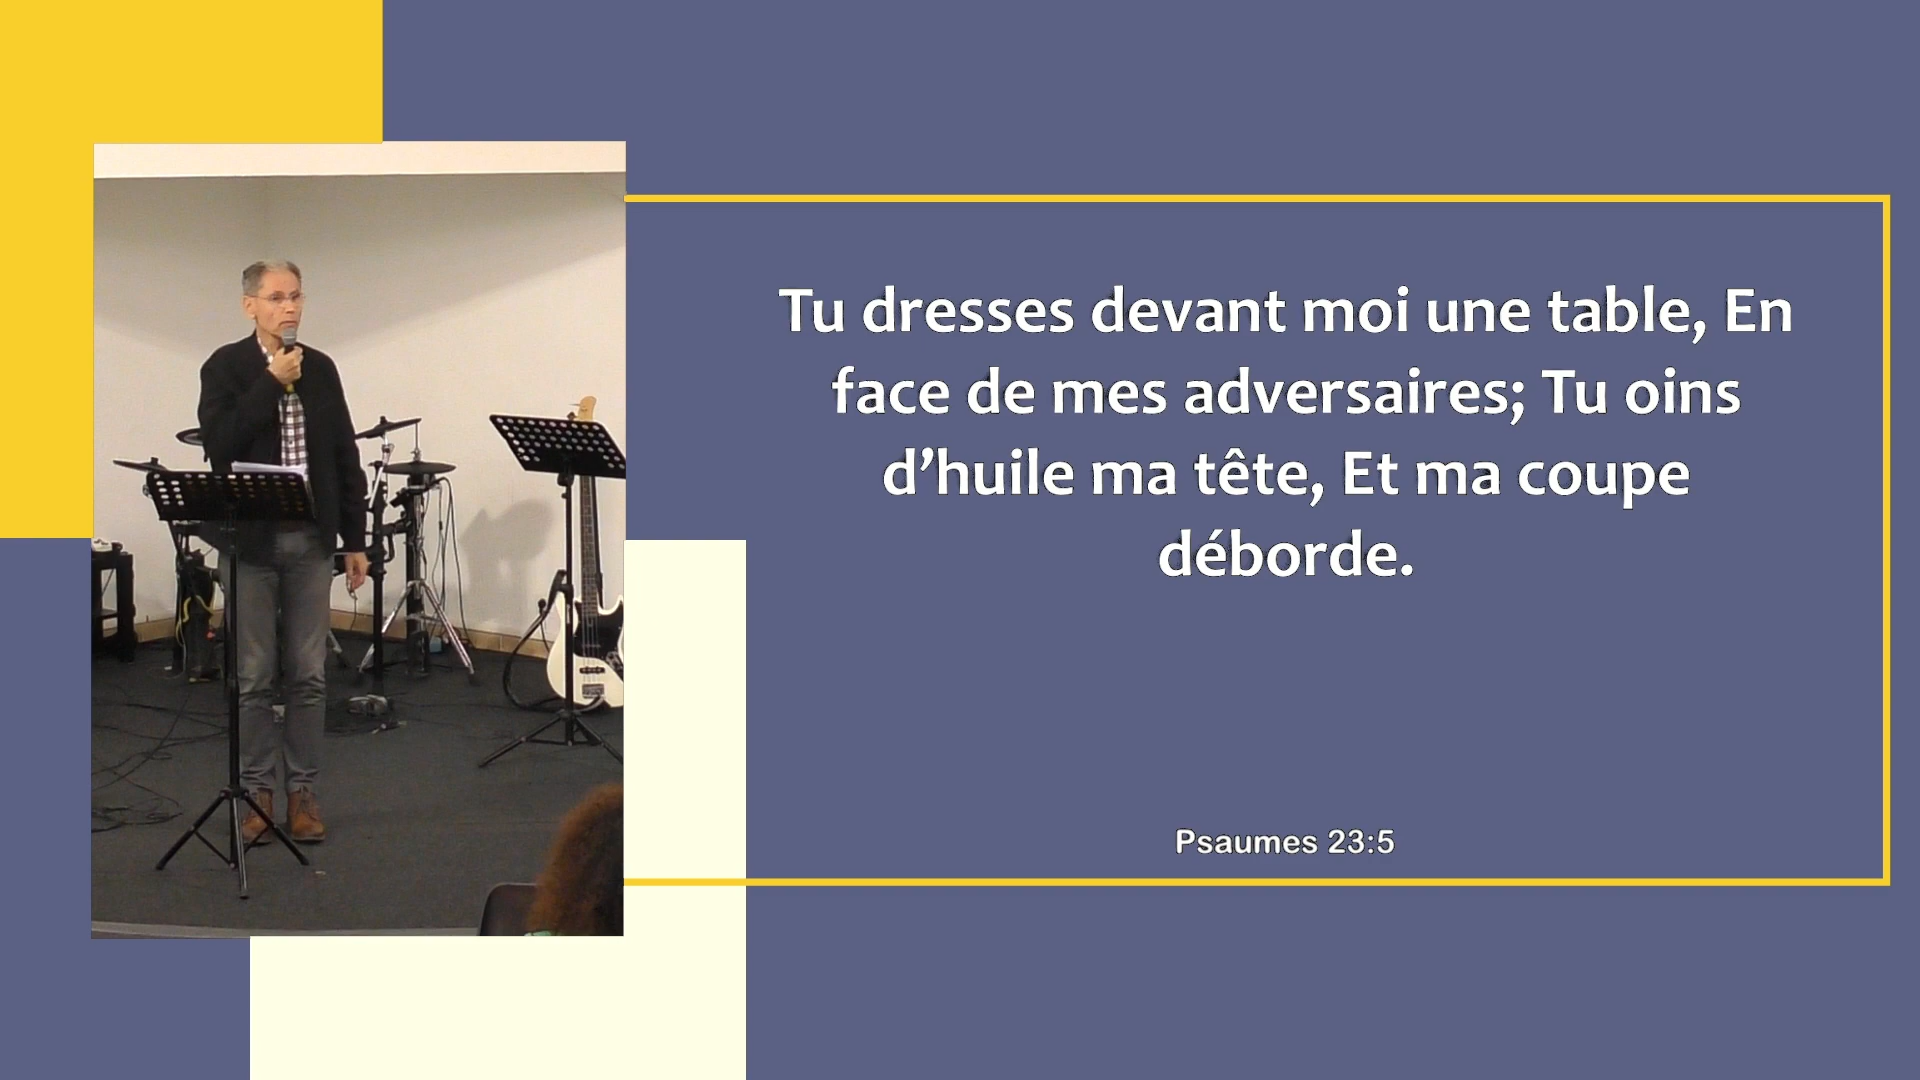 Tu dresses devant moi une table, En
face de mes adversaires; Tu oins
d’huile ma tête, Et ma coupe
déborde.
Psaumes 23:5